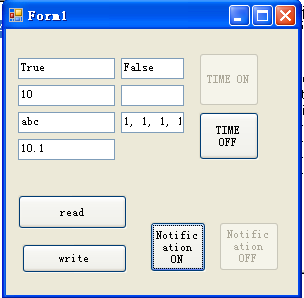 Form1
True
False
TIME ON
10
abc
1, 1, 1, 1
TIME
OFF
10.1
read
write
Notific
ation
ON
Notific
ation
OFF